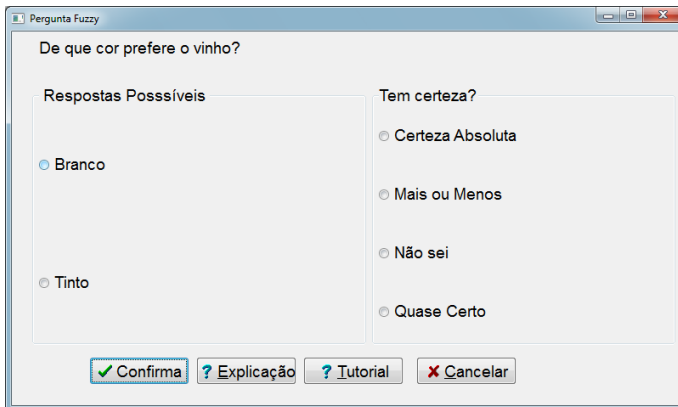 Pergunta Fuzzy
De que cor prefere o vinho?
Respostas Posssíveis
Branco
Tinto
Tem certeza?
Certeza Absoluta
Mais ou Menos
Não sei
Quase Certo
Confirma ? Explicação ? Tutorial Cancelar